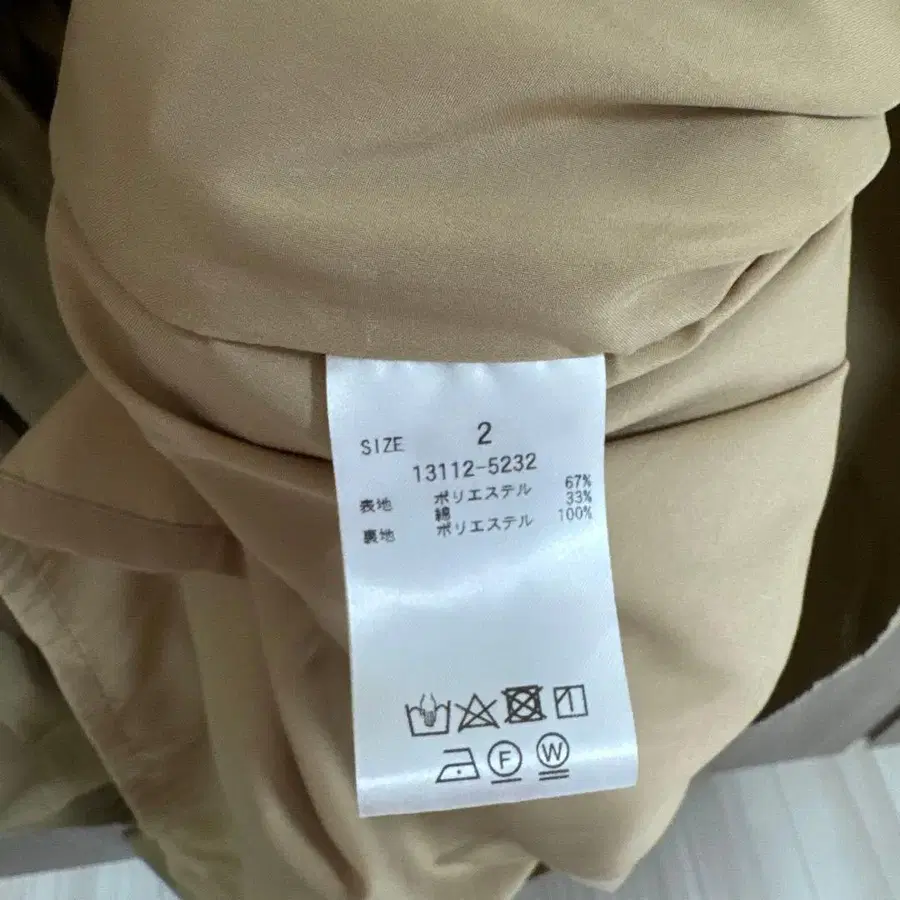 SIZE 2
13112-5232
表地 ポリエステル 67%
綿 33%
裏地 ポリエステル 100%
F W